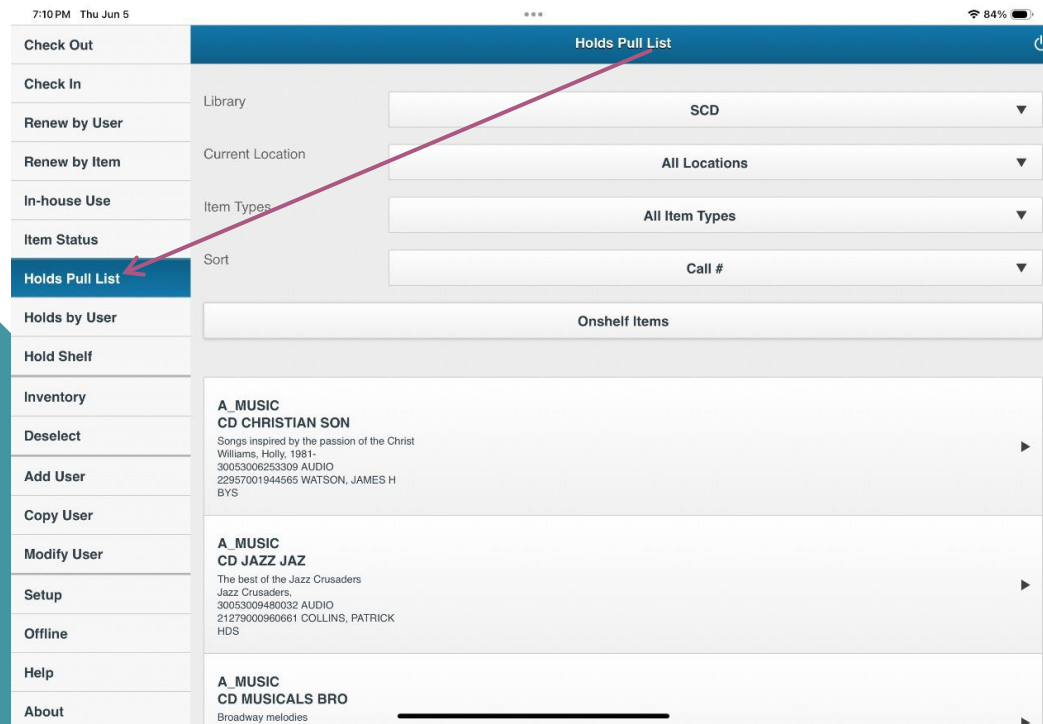 7:10 PM Thu Jun 5
84%
Check Out
Check In
Renew by User
Renew by Item
In-house Use
Item Status
Holds Pull List
Holds by User
Hold Shelf
Inventory
Deselect
Add User
Copy User
Modify User
Setup
Offline
Help
About
Holds Pull List
Library
SCD
Current Location
All Locations
Item Types
All Item Types
Sort
Call #
Onshelf Items
A_MUSIC
CD CHRISTIAN SON
Songs inspired by the passion of the Christ
Williams, Holly, 1981-
30053006253309 AUDIO
22957001944565 WATSON, JAMES H
BYS
A_MUSIC
CD JAZZ JAZ
The best of the Jazz Crusaders
Jazz Crusaders,
30053009480032 AUDIO
21279000960661 COLLINS, PATRICK
HDS
A_MUSIC
CD MUSICALS BRO
Broadway melodies